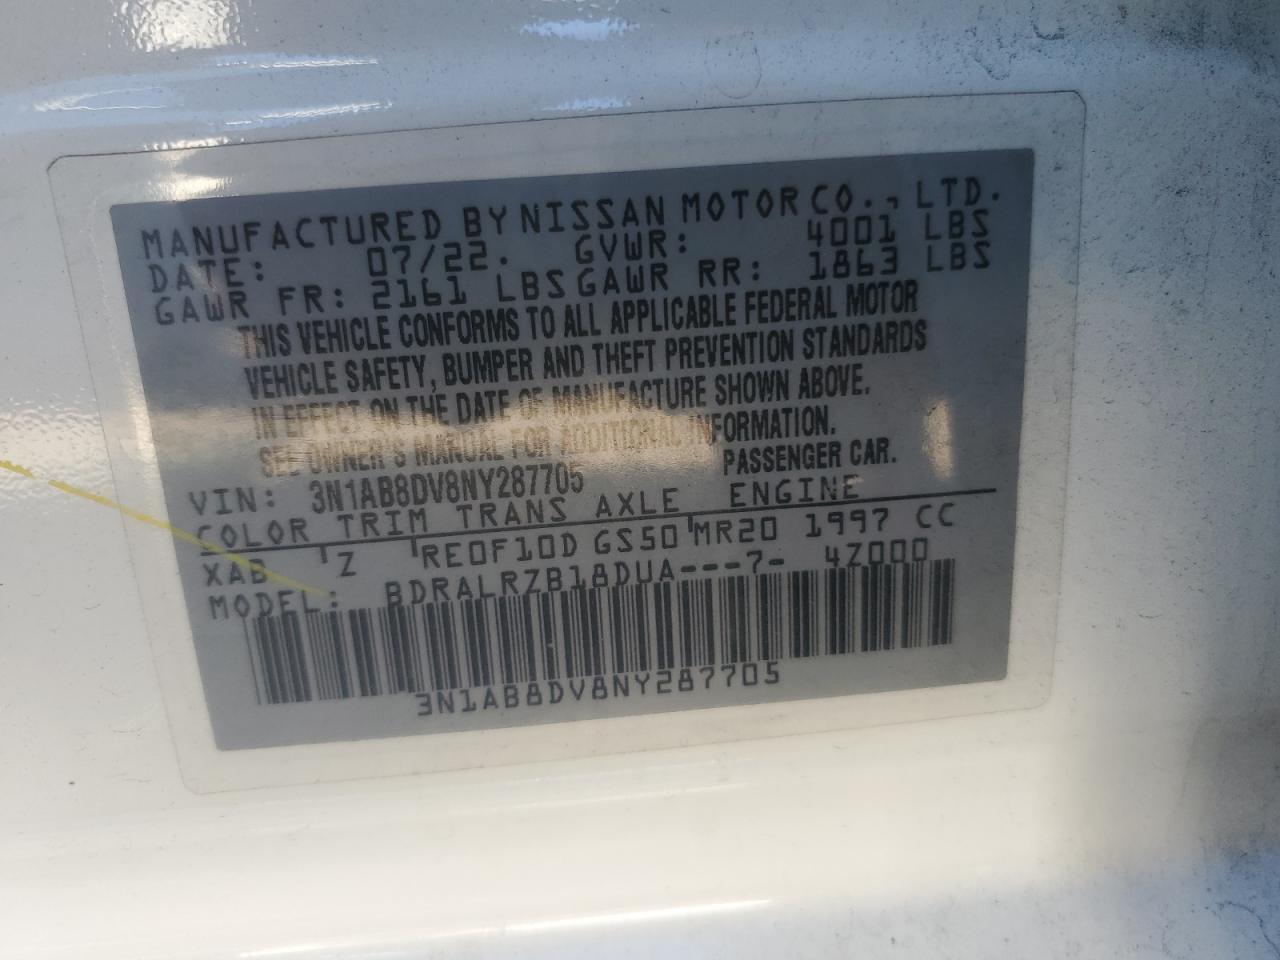 MANUFACTURED BY NISSAN MOTOR CO., LTD.
DATE: 07/22. GVWR: 4001 LBS
GAWR FR: 2161 LBS GAWR RR: 1863 LBS
THIS VEHICLE CONFORMS TO ALL APPLICABLE FEDERAL MOTOR
VEHICLE SAFETY, BUMPER AND THEFT PREVENTION STANDARDS
IN EFFECT ON THE DATE OF MANUFACTURE SHOWN ABOVE.
SEE OWNER'S MANUAL FOR ADDITIONAL INFORMATION.
VIN: 3N1AB8DV8NY287705 PASSENGER CAR.
COLOR TRIM TRANS AXLE ENGINE
XAB Z RE0F10D GS50 MR20 1997 CC
MODEL: BDRALRZB18DUA---7- 4Z000
3N1AB8DV8NY287705